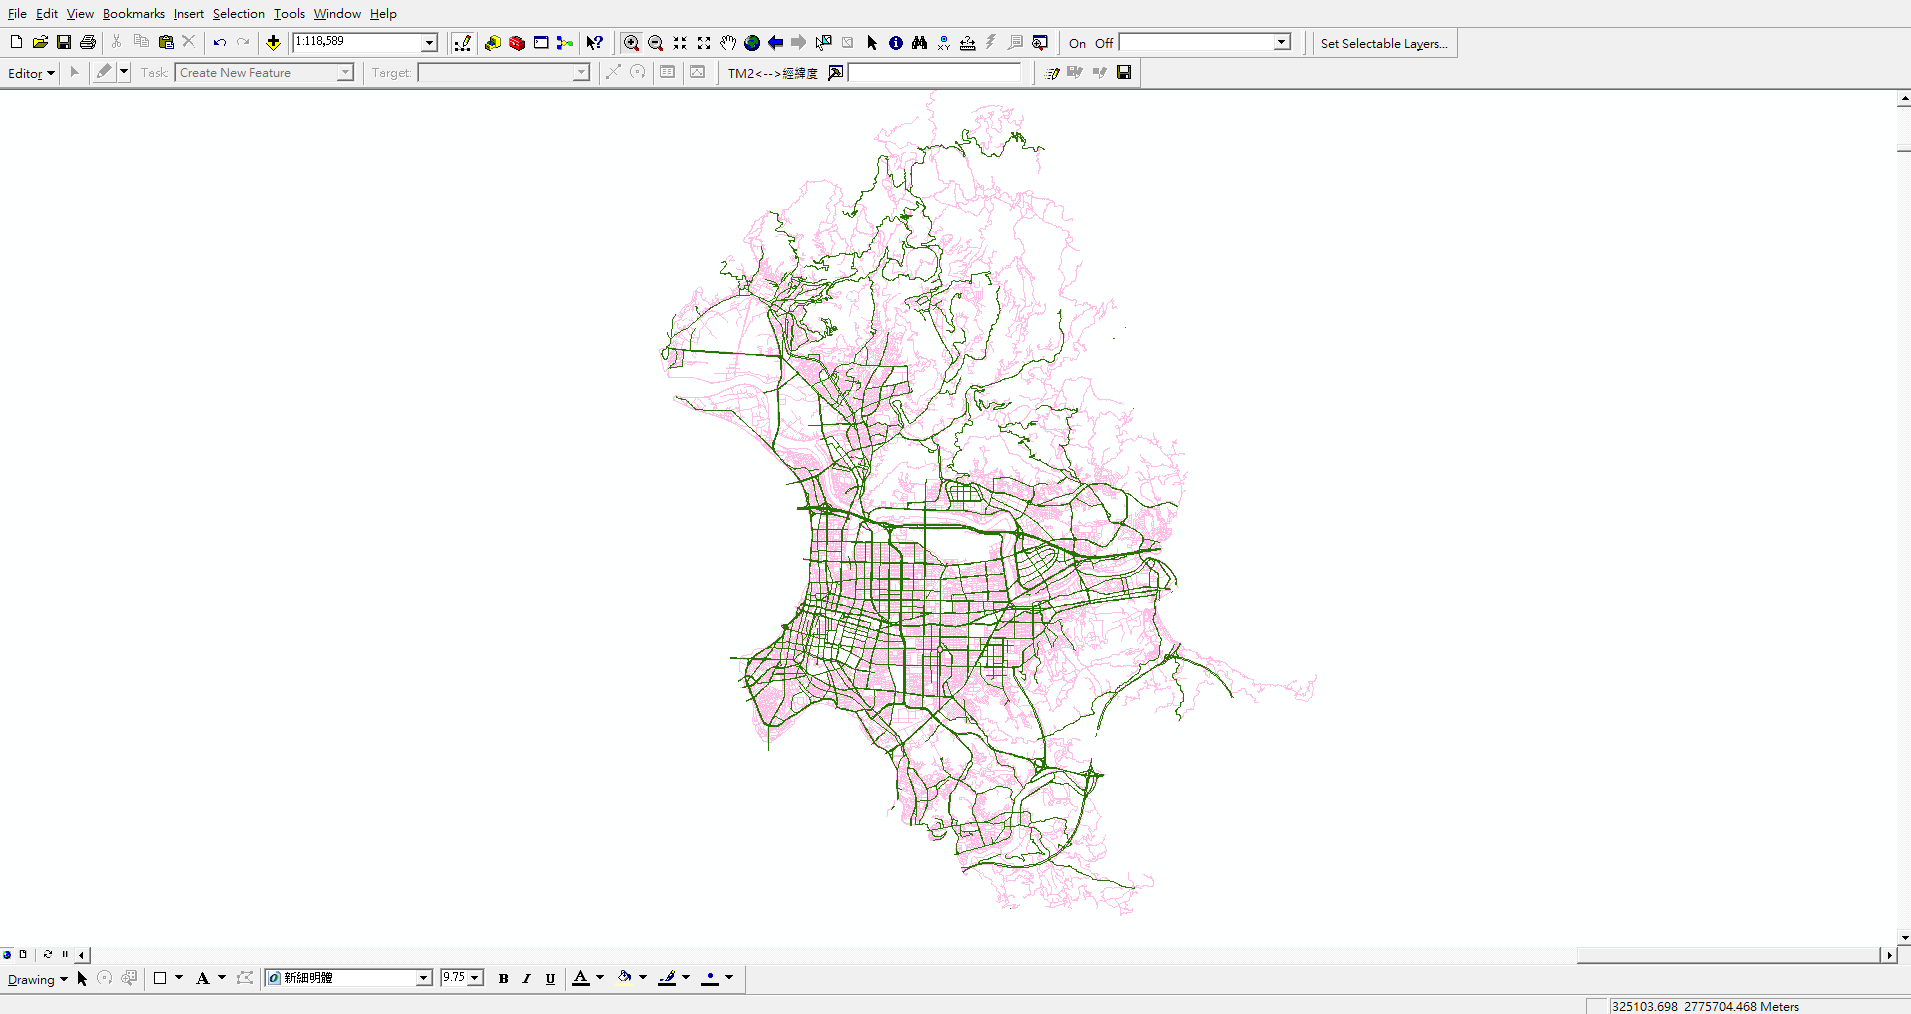 File Edit View Bookmarks Insert Selection Tools Window Help
1:118,589 On Off Set Selectable Layers...
Editor Task: Create New Feature Target: TM2<-->經緯度
Drawing A 新細明體 9.75 B I U A
325103.698 2775704.468 Meters